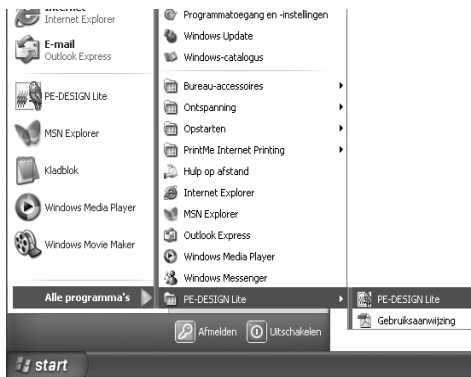 Internet
Internet Explorer
E-mail
Outlook Express
PE-DESIGN Lite
MSN Explorer
Kladblok
Windows Media Player
Windows Movie Maker
Alle programma's
Programmatoegang en -instellingen
Windows Update
Windows-catalogus
Bureau-accessoires
Ontspanning
Opstarten
PrintMe Internet Printing
Hulp op afstand
Internet Explorer
MSN Explorer
Outlook Express
Windows Media Player
Windows Messenger
PE-DESIGN Lite
PE-DESIGN Lite
Gebruiksaanwijzing
Afmelden
Uitschakelen
start